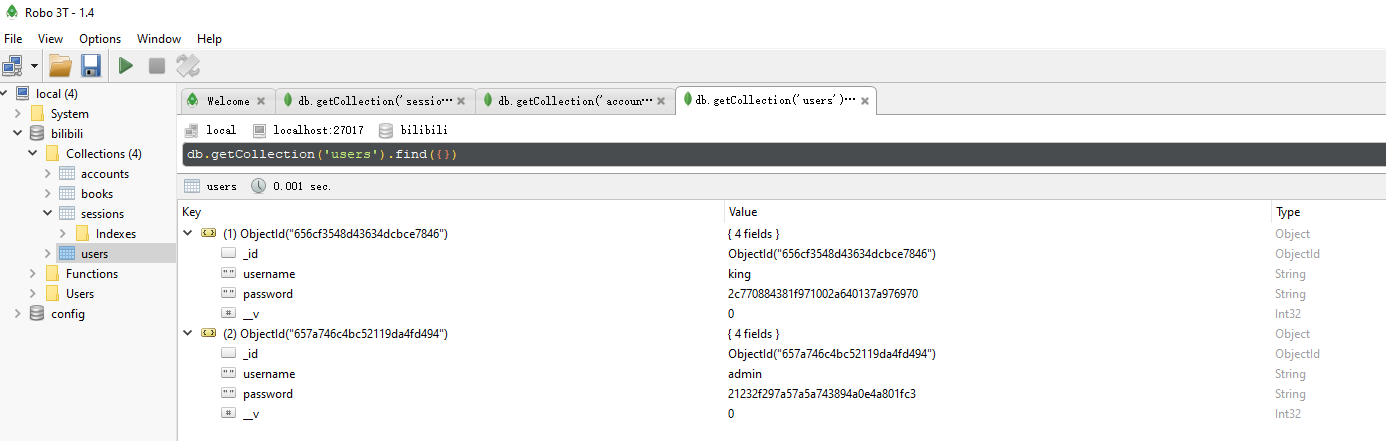 Robo 3T - 1.4
File View Options Window Help
local (4)
System
bilibili
Collections (4)
accounts
books
sessions
Indexes
users
Functions
Users
config
Welcome
db.getCollection('sessio…
db.getCollection('accoun…
db.getCollection('users')…
local localhost:27017 bilibili
db.getCollection('users').find({})
users 0.001 sec.
Key Value Type
(1) ObjectId("656cf3548d43634dcbce7846") { 4 fields } Object
_id ObjectId("656cf3548d43634dcbce7846") ObjectId
"" username king String
"" password 2c770884381f971002a640137a976970 String
# __v 0 Int32
(2) ObjectId("657a746c4bc52119da4fd494") { 4 fields } Object
_id ObjectId("657a746c4bc52119da4fd494") ObjectId
"" username admin String
"" password 21232f297a57a5a743894a0e4a801fc3 String
# __v 0 Int32